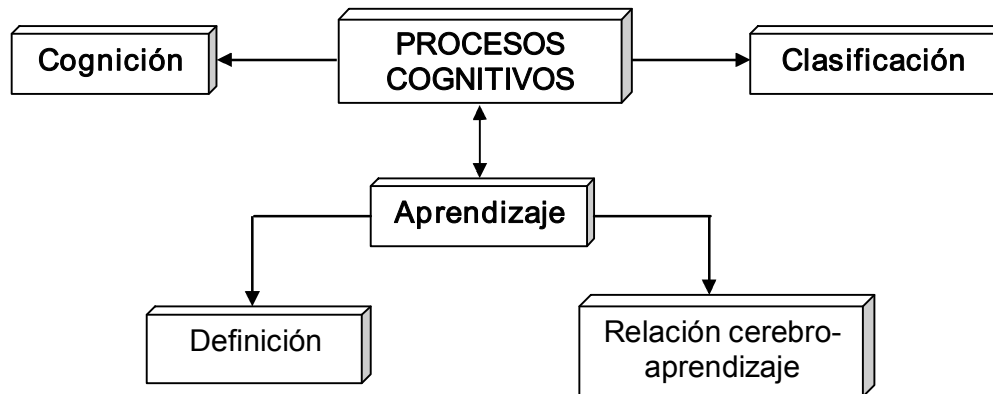 PROCESOS
COGNITIVOS
Cognición
Clasificación
Aprendizaje
Definición
Relación cerebro-
aprendizaje